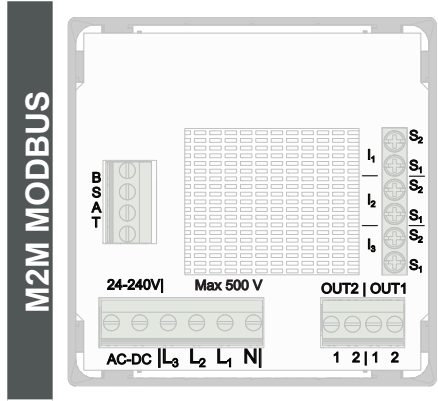 M2M MODBUS
B
S
A
T
I1
I2
I3
S2
S1
S2
S1
S2
S1
24-240V|
Max 500 V
OUT2 | OUT1
AC-DC |L3 L2 L1 N|
1 2|1 2